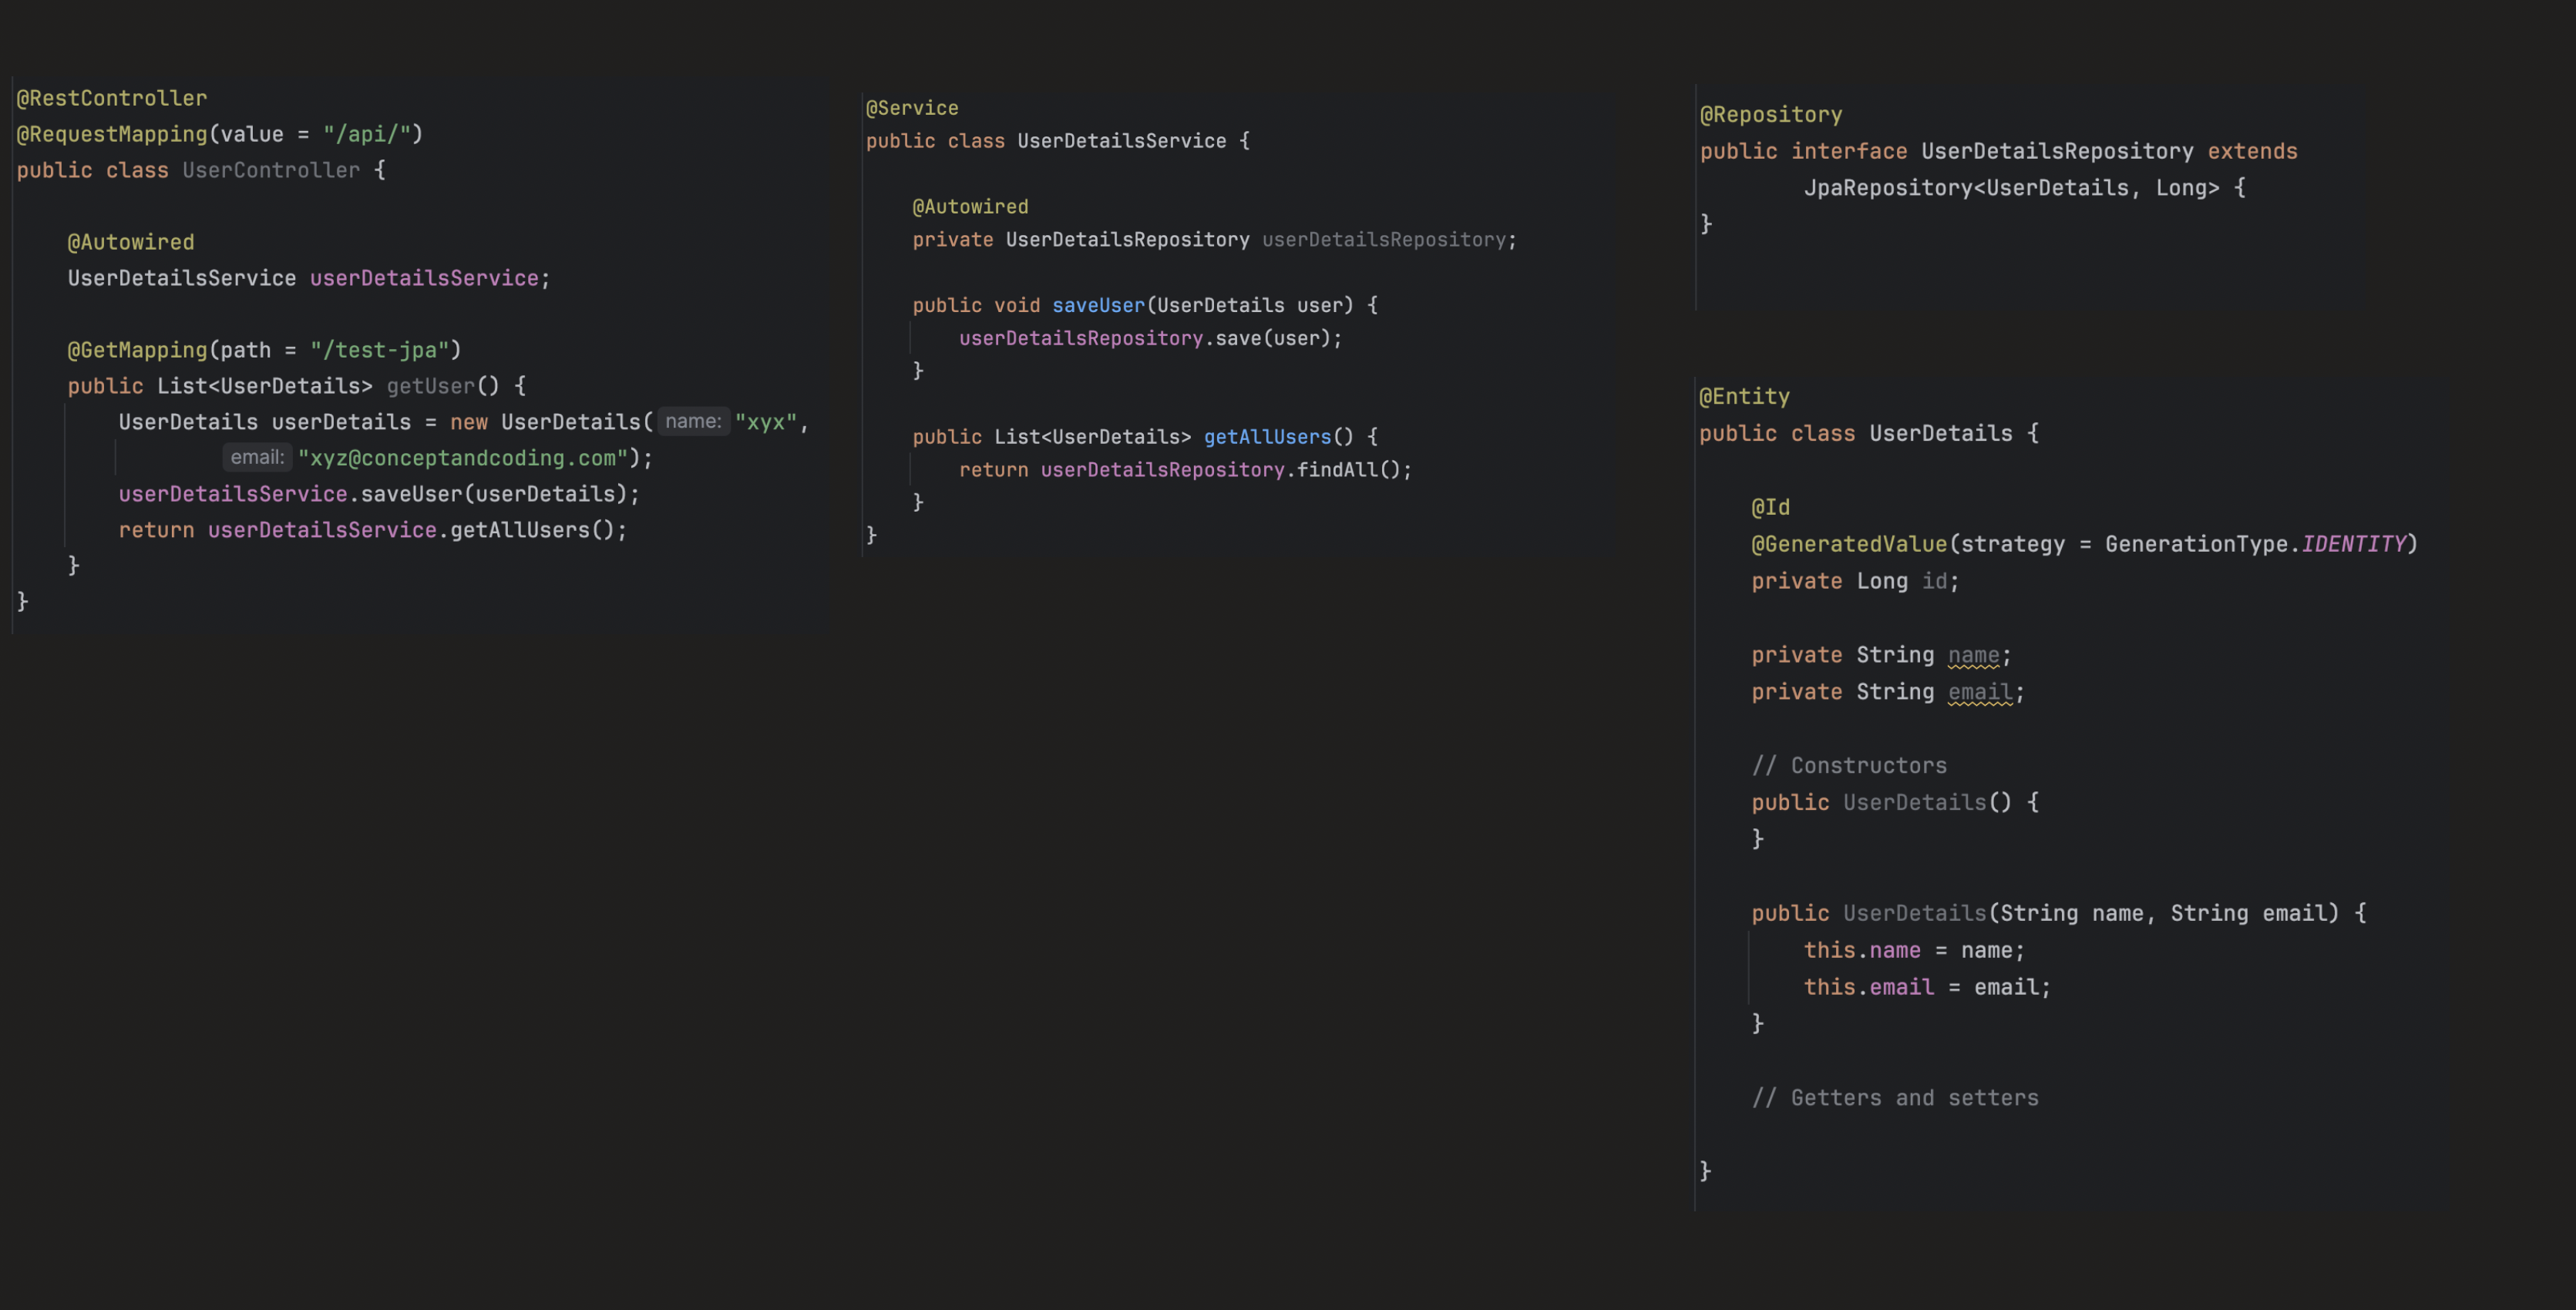 @RestController
@RequestMapping(value = "/api/")
public class UserController {
@Autowired
UserDetailsService userDetailsService;
@GetMapping(path = "/test-jpa")
public List<UserDetails> getUser() {
UserDetails userDetails = new UserDetails( name: "xyx",
email: "xyz@conceptandcoding.com");
userDetailsService.saveUser(userDetails);
return userDetailsService.getAllUsers();
}
}
@Service
public class UserDetailsService {
@Autowired
private UserDetailsRepository userDetailsRepository;
public void saveUser(UserDetails user) {
userDetailsRepository.save(user);
}
public List<UserDetails> getAllUsers() {
return userDetailsRepository.findAll();
}
}
@Repository
public interface UserDetailsRepository extends
JpaRepository<UserDetails, Long> {
}
@Entity
public class UserDetails {
@Id
@GeneratedValue(strategy = GenerationType.IDENTITY)
private Long id;
private String name;
private String email;
// Constructors
public UserDetails() {
}
public UserDetails(String name, String email) {
this.name = name;
this.email = email;
}
// Getters and setters
}